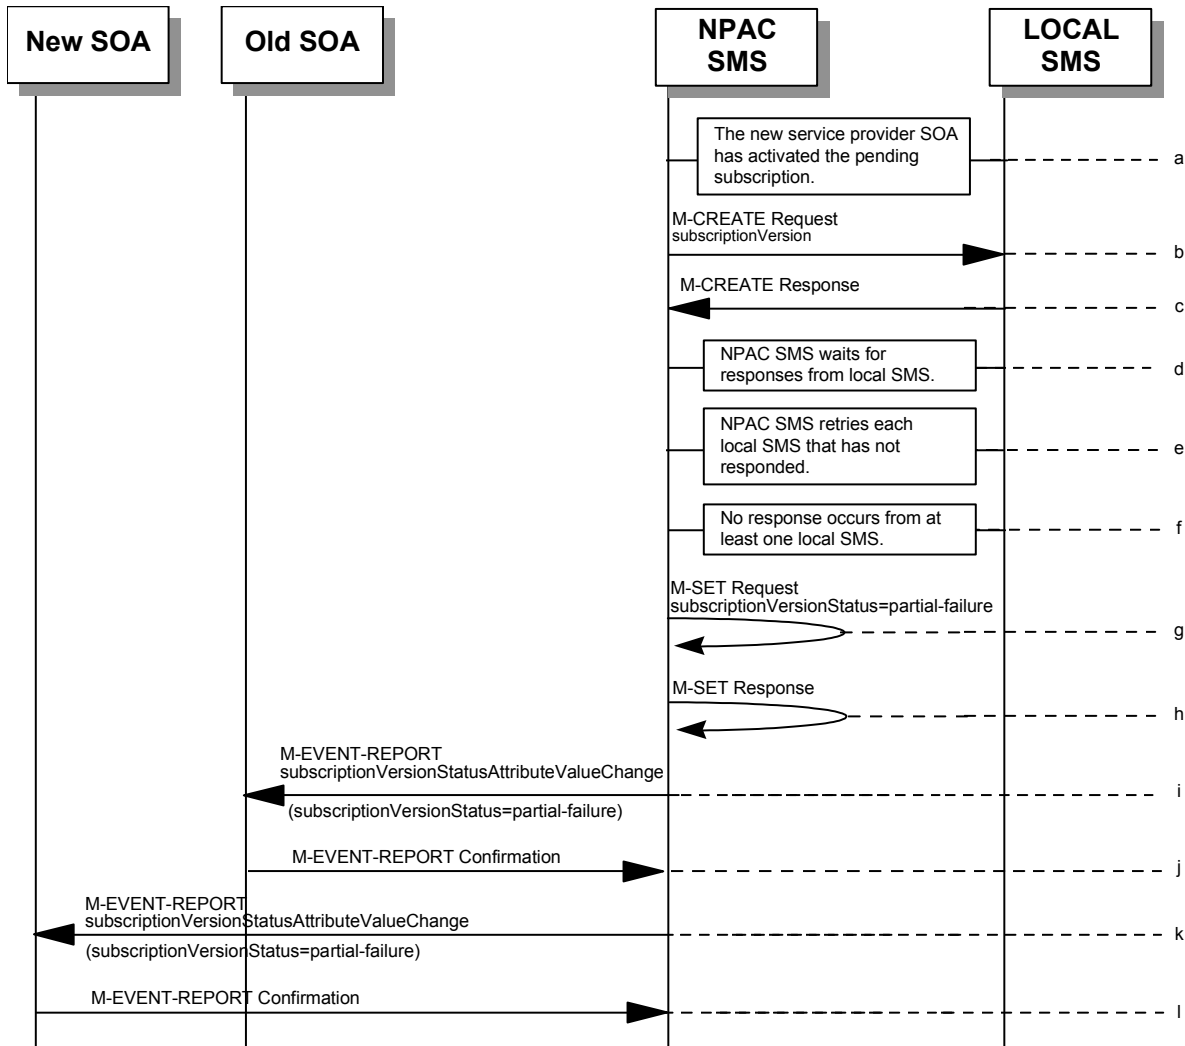 New SOA
Old SOA
NPAC
SMS
LOCAL
SMS
The new service provider SOA
has activated the pending
subscription.
a
M-CREATE Request
subscriptionVersion
b
M-CREATE Response
c
NPAC SMS waits for
responses from local SMS.
d
NPAC SMS retries each
local SMS that has not
responded.
e
No response occurs from at
least one local SMS.
f
M-SET Request
subscriptionVersionStatus=partial-failure
g
M-SET Response
h
M-EVENT-REPORT
subscriptionVersionStatusAttributeValueChange
i
(subscriptionVersionStatus=partial-failure)
M-EVENT-REPORT Confirmation
j
M-EVENT-REPORT
subscriptionVersionStatusAttributeValueChange
k
(subscriptionVersionStatus=partial-failure)
M-EVENT-REPORT Confirmation
l